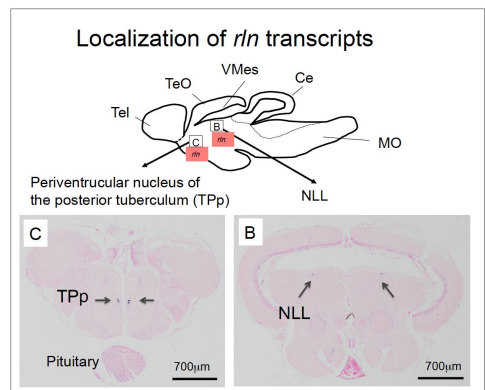 Localization of rln transcripts
VMes
TeO
Ce
Tel
B
C
rln
rln
MO
Periventrucular nucleus of
the posterior tuberculum (TPp)
NLL
C
TPp
Pituitary
700μm
B
NLL
700μm